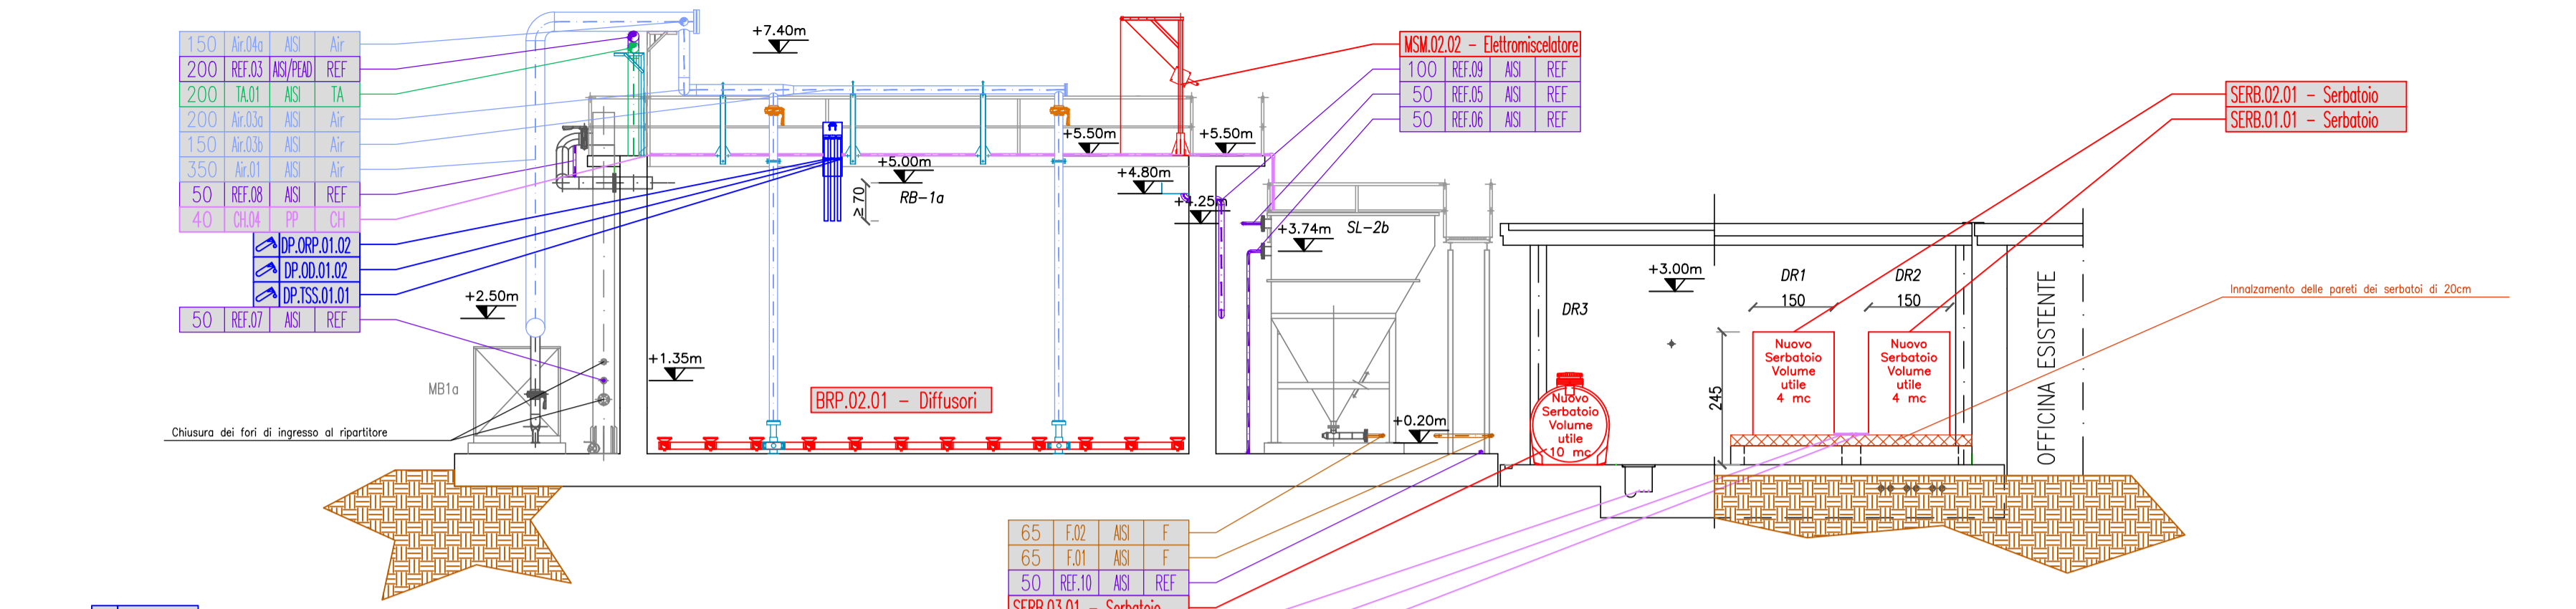 150 Air.04a AISI Air
200 REF.03 AISI/PEAD REF
200 TA.01 AISI TA
200 Air.03a AISI Air
150 Air.03b AISI Air
350 Air.01 AISI Air
50 REF.08 AISI REF
40 CH.04 PP CH
DP.ORP.01.02
DP.OD.01.02
DP.TSS.01.01
50 REF.07 AISI REF
+7.40m
MSM.02.02 - Elettromiscelatore
100 REF.09 AISI REF
50 REF.05 AISI REF
50 REF.06 AISI REF
SERB.02.01 - Serbatoio
SERB.01.01 - Serbatoio
+5.50m
+5.50m
+5.00m
RB-1a
≥70
+4.80m
+4.25m
+3.74m
SL-2b
+2.50m
+1.35m
MB1a
Chiusura dei fori di ingresso al ripartitore
BRP.02.01 - Diffusori
+0.20m
+3.00m
DR1
DR2
150
150
DR3
245
Nuovo
Serbatoio
Volume
utile
4 mc
Nuovo
Serbatoio
Volume
utile
4 mc
Nuovo
Serbatoio
Volume
utile
10 mc
OFFICINA ESISTENTE
Innalzamento delle pareti dei serbatoi di 20cm
65 F.02 AISI F
65 F.01 AISI F
50 REF.10 AISI REF
SERB.03.01 - Serbatoio